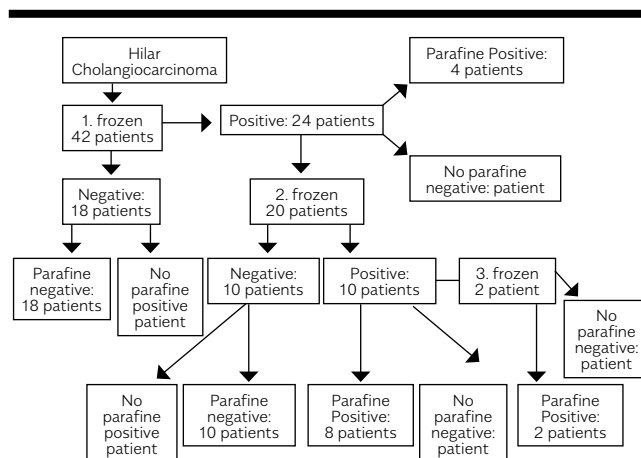 Hilar
Cholangiocarcinoma
Parafine Positive:
4 patients
1. frozen
42 patients
Positive: 24 patients
No parafine
negative: patient
Negative:
18 patients
2. frozen
20 patients
Parafine
negative:
18 patients
No
parafine
positive
patient
Negative:
10 patients
Positive:
10 patients
3. frozen
2 patient
No
parafine
negative:
patient
No
parafine
positive
patient
Parafine
negative:
10 patients
Parafine
Positive:
8 patients
No
parafine
negative:
patient
Parafine
Positive:
2 patients